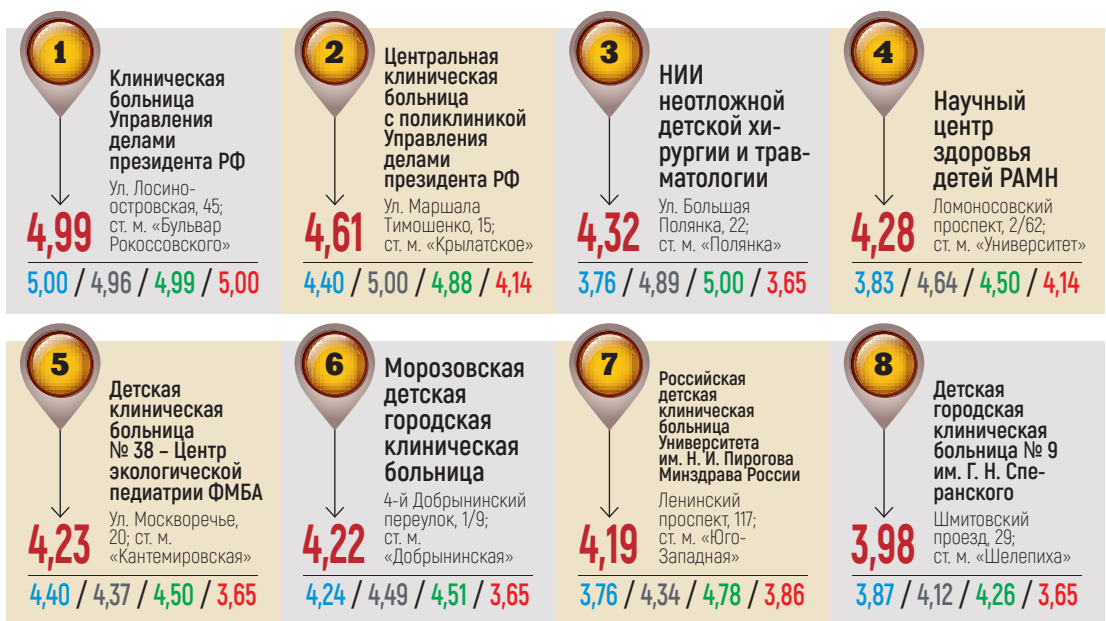 1
Клиническая
больница
Управления
делами
президента РФ
Ул. Лосино-
островская, 45;
ст. м. «Бульвар
Рокоссовского»
4,99
5,00 / 4,96 / 4,99 / 5,00
2
Центральная
клиническая
больница
с поликлиникой
Управления
делами
президента РФ
Ул. Маршала
Тимошенко, 15;
ст. м. «Крылатское»
4,61
4,40 / 5,00 / 4,88 / 4,14
3
НИИ
неотложной
детской хи-
рургии и трав-
матологии
Ул. Большая
Полянка, 22;
ст. м. «Полянка»
4,32
3,76 / 4,89 / 5,00 / 3,65
4
Научный
центр
здоровья
детей РАМН
Ломоносовский
проспект, 2/62;
ст. м. «Университет»
4,28
3,83 / 4,64 / 4,50 / 4,14
5
Детская
клиническая
больница
№ 38 – Центр
экологической
педиатрии ФМБА
Ул. Москворечье,
20; ст. м.
«Кантемировская»
4,23
4,40 / 4,37 / 4,50 / 3,65
6
Морозовская
детская
городская
клиническая
больница
4-й Добрынинский
переулок, 1/9;
ст. м.
«Добрынинская»
4,22
4,24 / 4,49 / 4,51 / 3,65
7
Российская
детская
клиническая
больница
Университета
им. Н. И. Пирогова
Минздрава России
Ленинский
проспект, 117;
ст. м. «Юго-
Западная»
4,19
3,76 / 4,34 / 4,78 / 3,86
8
Детская
городская
клиническая
больница № 9
им. Г. Н. Спе-
ранского
Шмитовский
проезд, 29;
ст. м. «Шелепиха»
3,98
3,87 / 4,12 / 4,26 / 3,65